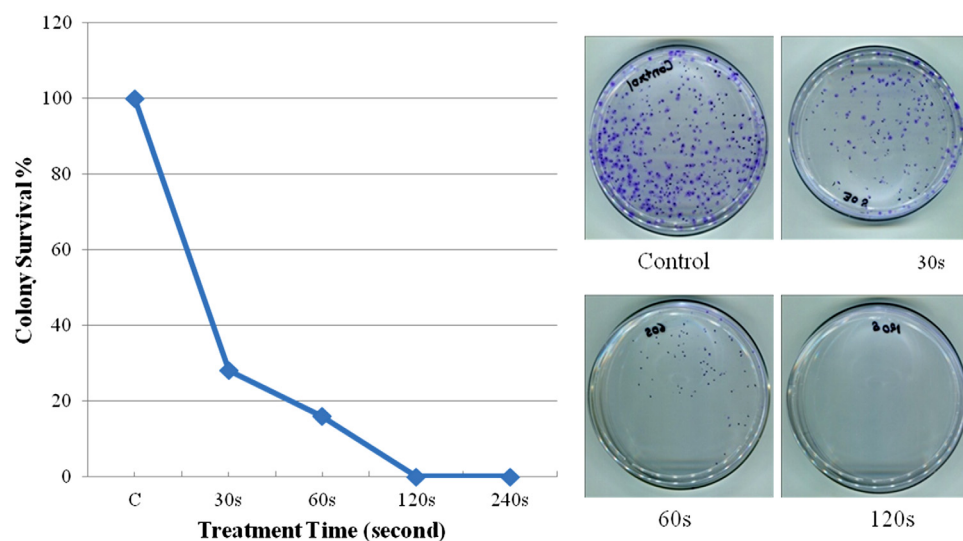 120
100
80
60
40
20
0
Colony Survival %
C 30s 60s 120s 240s
Treatment Time (second)
Control
30s
60s
120s
Control
30s
60s
120s